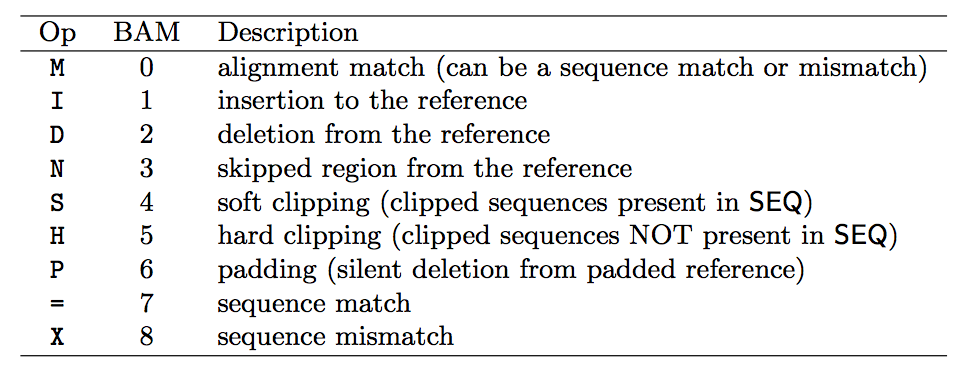 Op BAM Description
M 0 alignment match (can be a sequence match or mismatch)
I 1 insertion to the reference
D 2 deletion from the reference
N 3 skipped region from the reference
S 4 soft clipping (clipped sequences present in SEQ)
H 5 hard clipping (clipped sequences NOT present in SEQ)
P 6 padding (silent deletion from padded reference)
= 7 sequence match
X 8 sequence mismatch